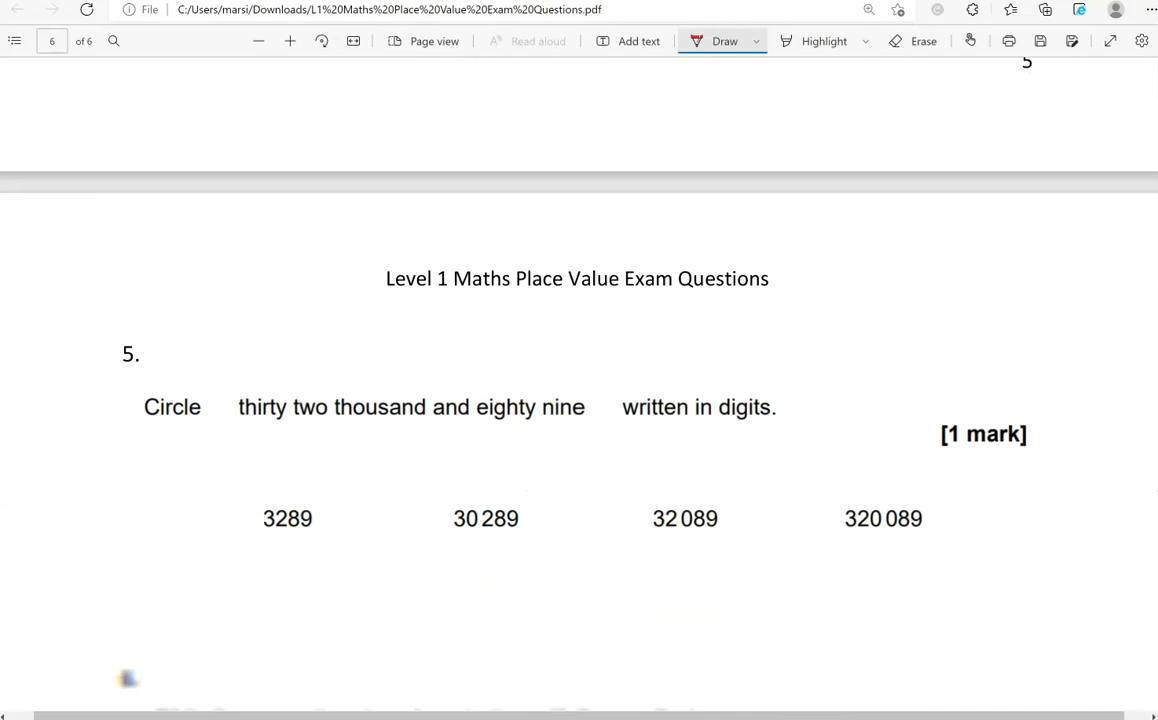 File C:/Users/marsi/Downloads/L1%20Maths%20Place%20Value%20Exam%20Questions.pdf
6 of 6 Page view Read aloud Add text Draw Highlight Erase
5
Level 1 Maths Place Value Exam Questions
5.
Circle thirty two thousand and eighty nine written in digits.
[1 mark]
3289 30 289 32 089 320 089